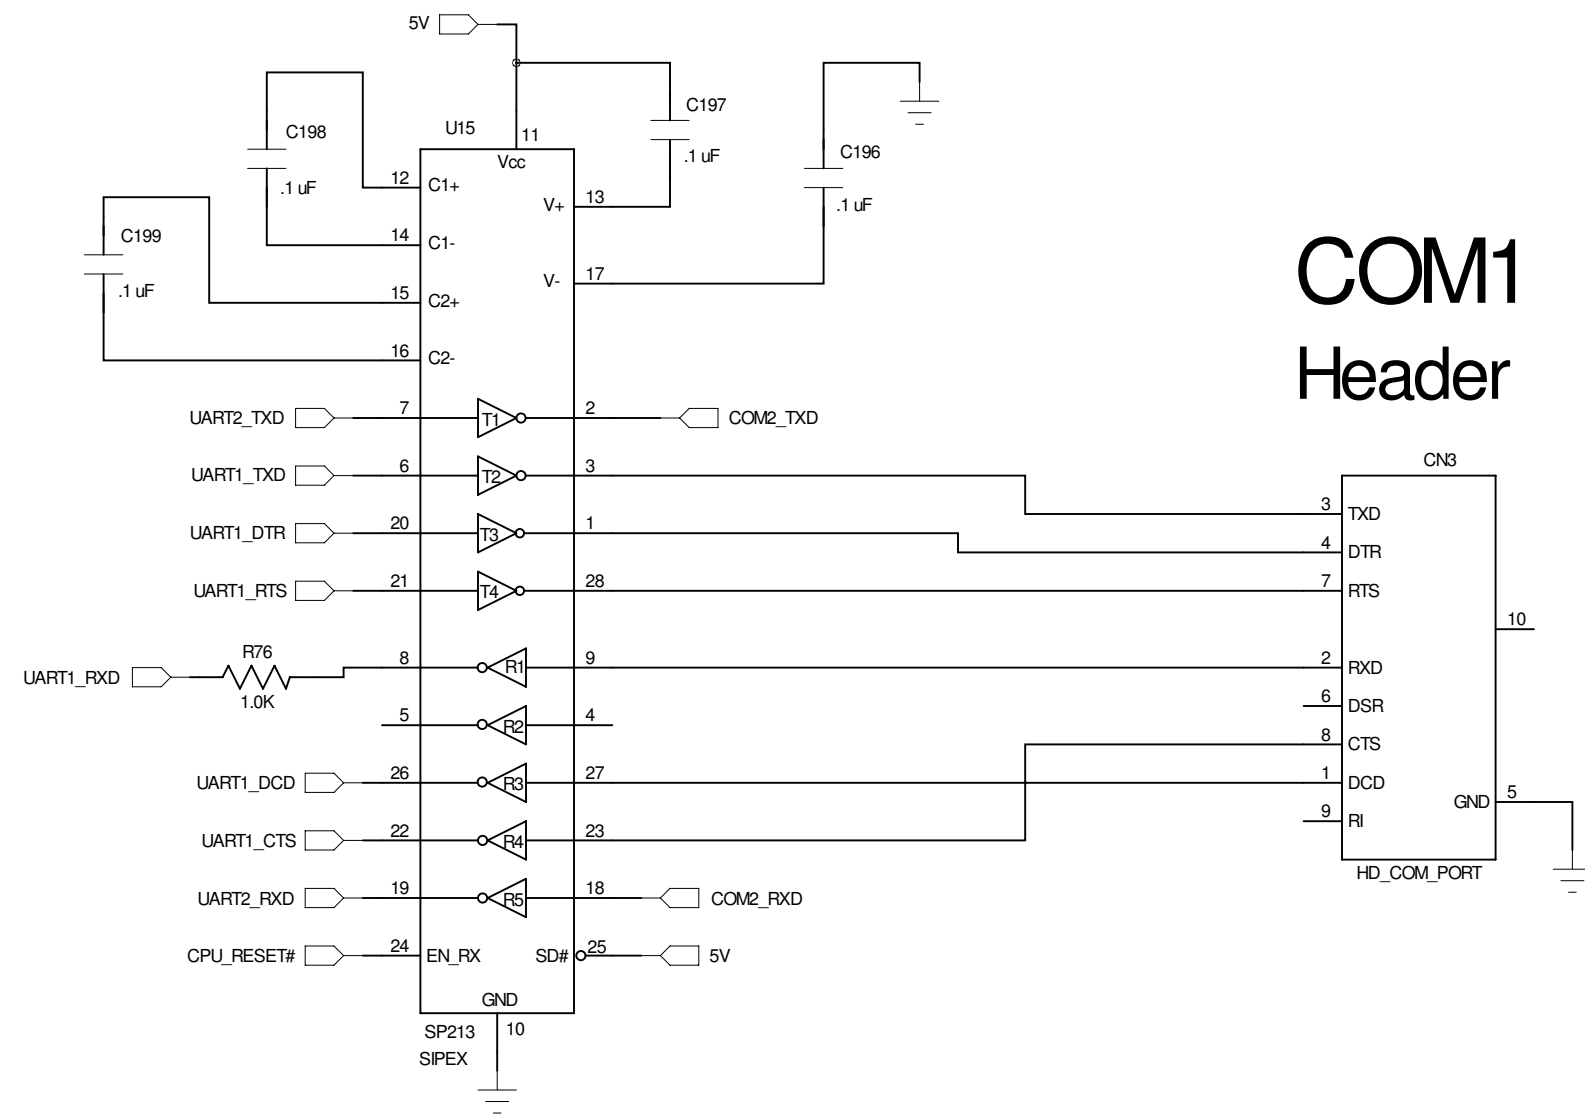 5V
C197
.1 uF
C198
.1 uF
C196
.1 uF
C199
.1 uF
U15
11
Vcc
12 C1+
V+ 13
14 C1-
V- 17
15 C2+
16 C2-
COM1
Header
UART2_TXD 7 T1 2 COM2_TXD
UART1_TXD 6 T2 3
UART1_DTR 20 T3 1
UART1_RTS 21 T4 28
R76
UART1_RXD 8 R1 9
1.0K
5 R2 4
UART1_DCD 26 R3 27
UART1_CTS 22 R4 23
UART2_RXD 19 R5 18 COM2_RXD
CPU_RESET# 24 EN_RX SD# 25 5V
GND
10
SP213
SIPEX
CN3
3 TXD
4 DTR
7 RTS
10
2 RXD
6 DSR
8 CTS
1 DCD
GND 5
9 RI
HD_COM_PORT